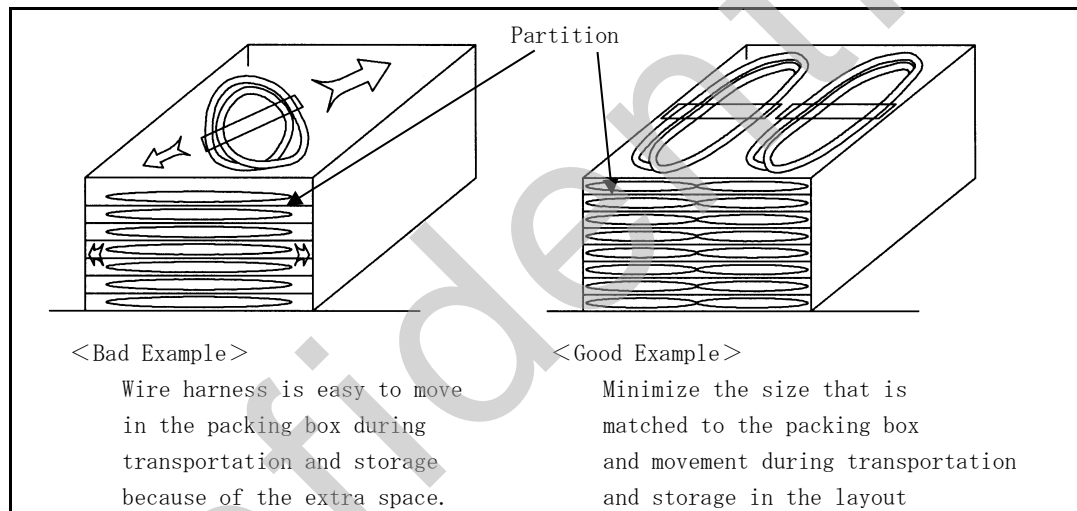 Partition
<Bad Example>
Wire harness is easy to move
in the packing box during
transportation and storage
because of the extra space.
<Good Example>
Minimize the size that is
matched to the packing box
and movement during transportation
and storage in the layout